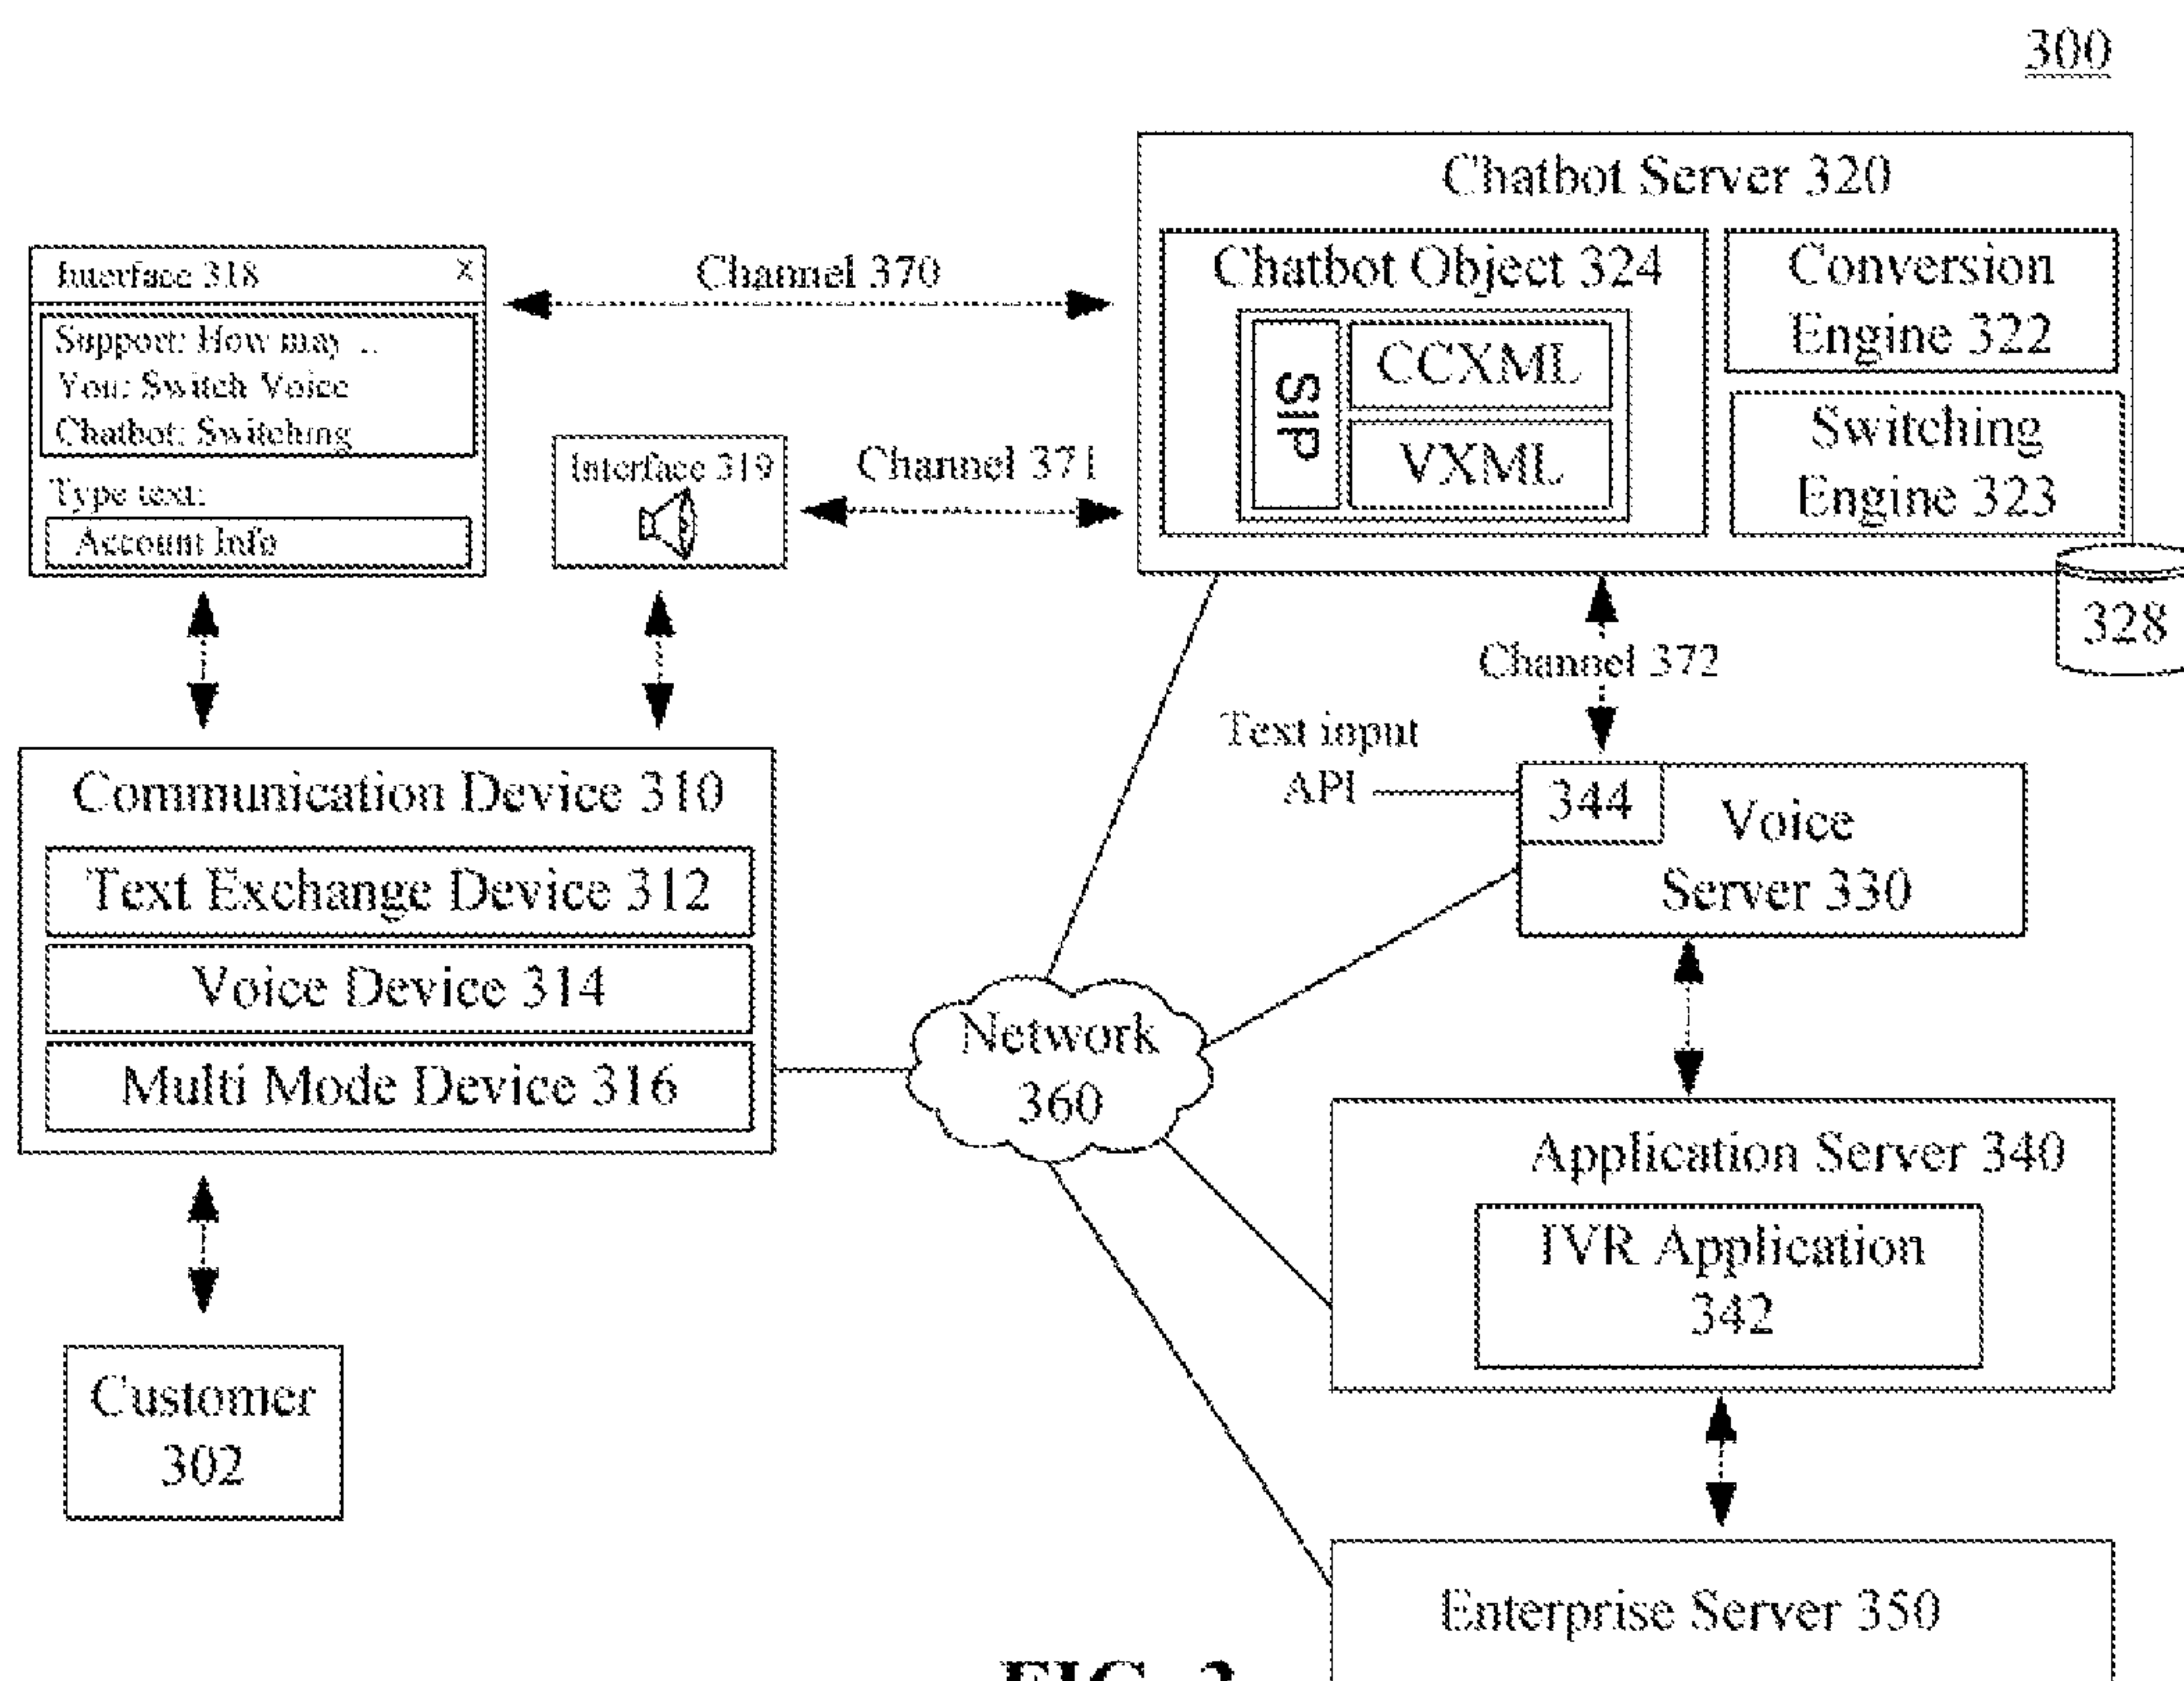 300
Chatbot Server 320
Chatbot Object 324
SIP
CCXML
VXML
Conversion
Engine 322
Switching
Engine 323
328
Channel 370
Interface 318 X
Support: How may ..
You: Switch Voice
Chatbot: Switching
Type text:
Account Info
Interface 319
Channel 371
Channel 372
Text input
API
344
Voice
Server 330
Communication Device 310
Text Exchange Device 312
Voice Device 314
Multi Mode Device 316
Network
360
Application Server 340
IVR Application
342
Customer
302
Enterprise Server 350